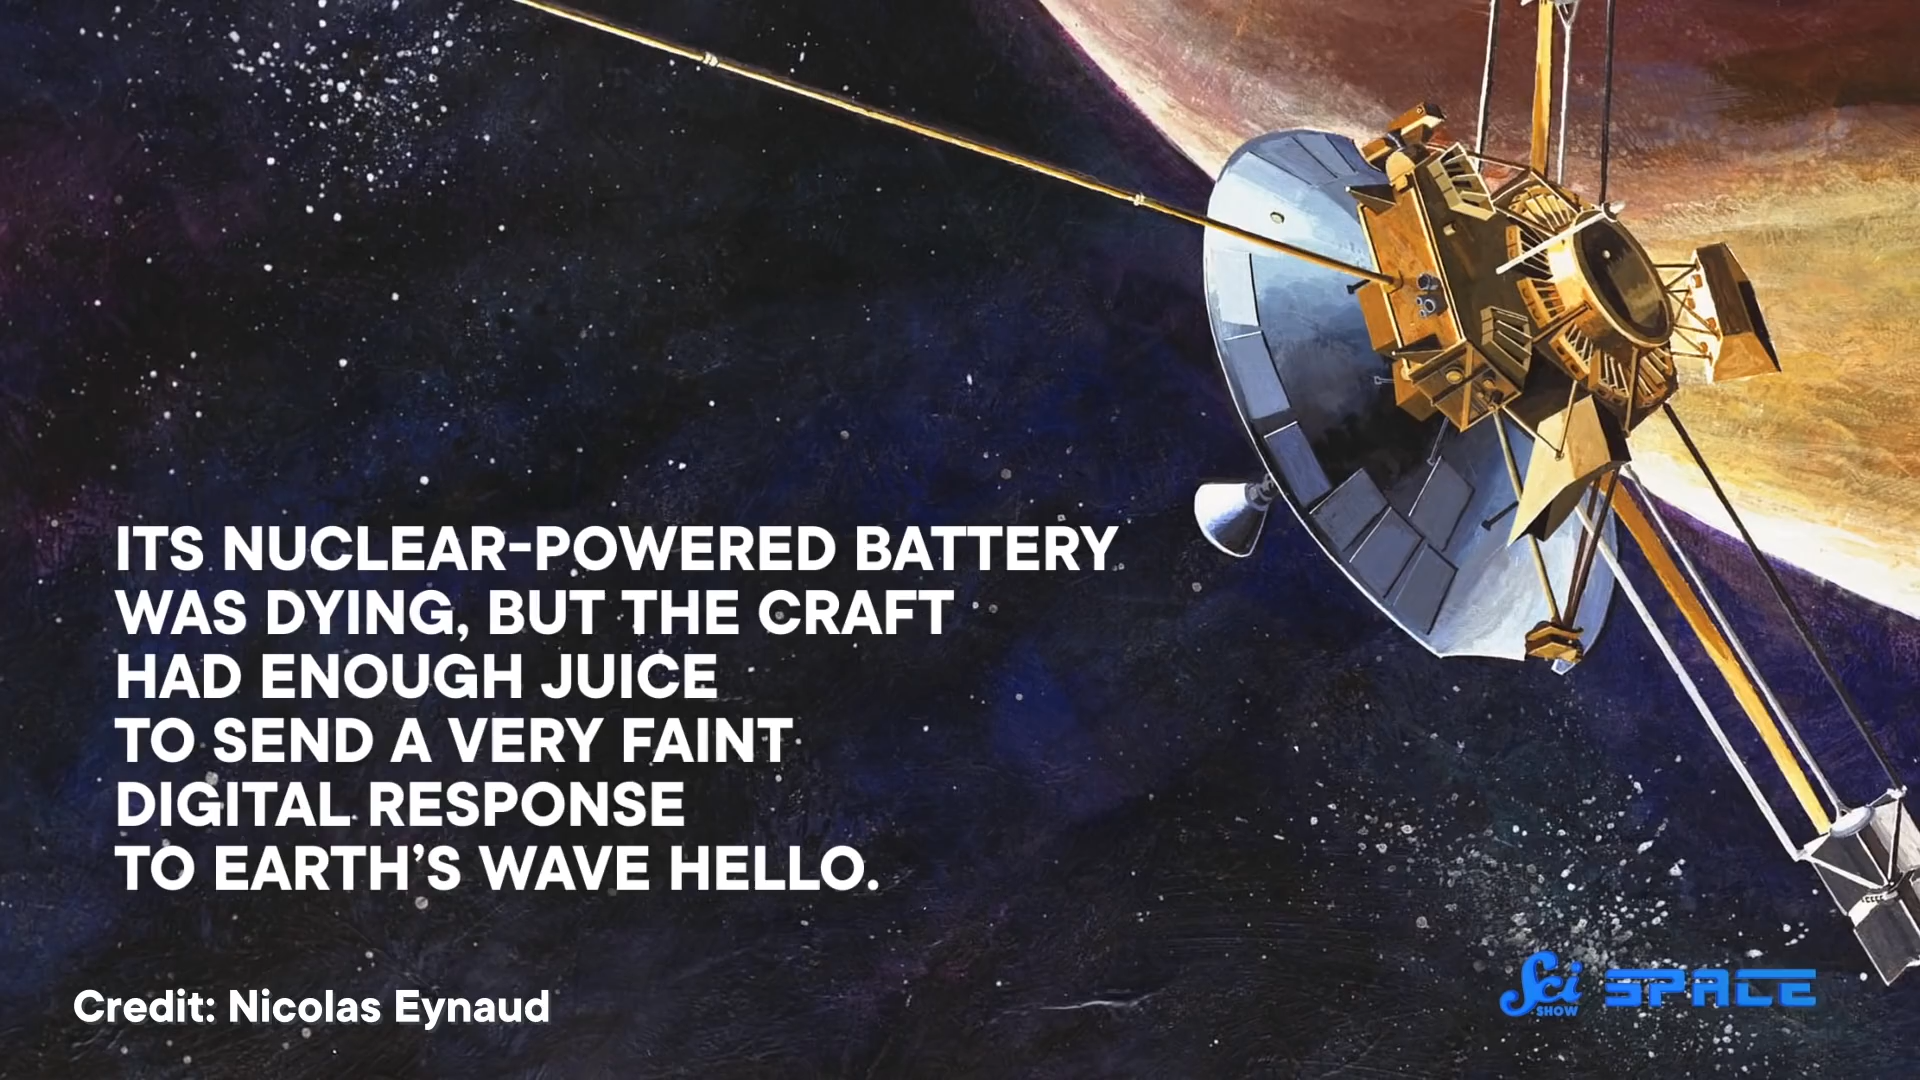 ITS NUCLEAR-POWERED BATTERY
WAS DYING, BUT THE CRAFT
HAD ENOUGH JUICE
TO SEND A VERY FAINT
DIGITAL RESPONSE
TO EARTH’S WAVE HELLO.
Credit: Nicolas Eynaud
Sci SHOW SPACE